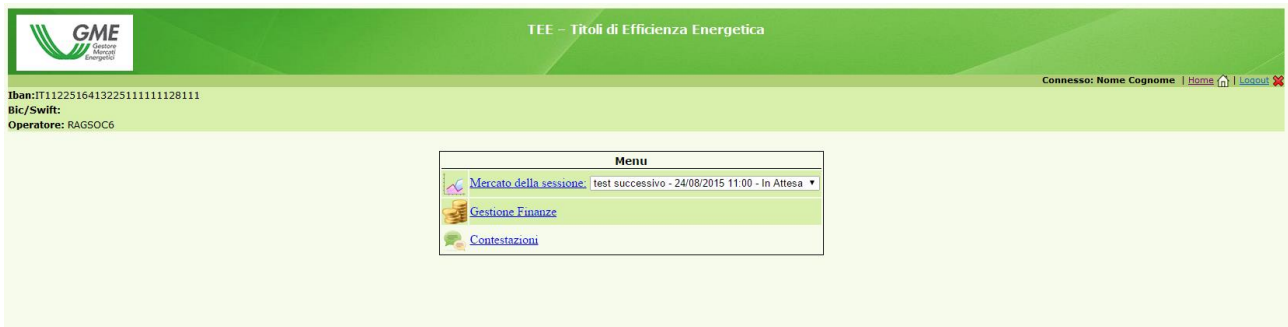 GME
Gestore
Mercati
Energetici
TEE – Titoli di Efficienza Energetica
Connesso: Nome Cognome | Home | Logout
Iban:IT1122516413225111111128111
Bic/Swift:
Operatore: RAGSOC6
Menu
Mercato della sessione: test successivo - 24/08/2015 11:00 - In Attesa
Gestione Finanze
Contestazioni